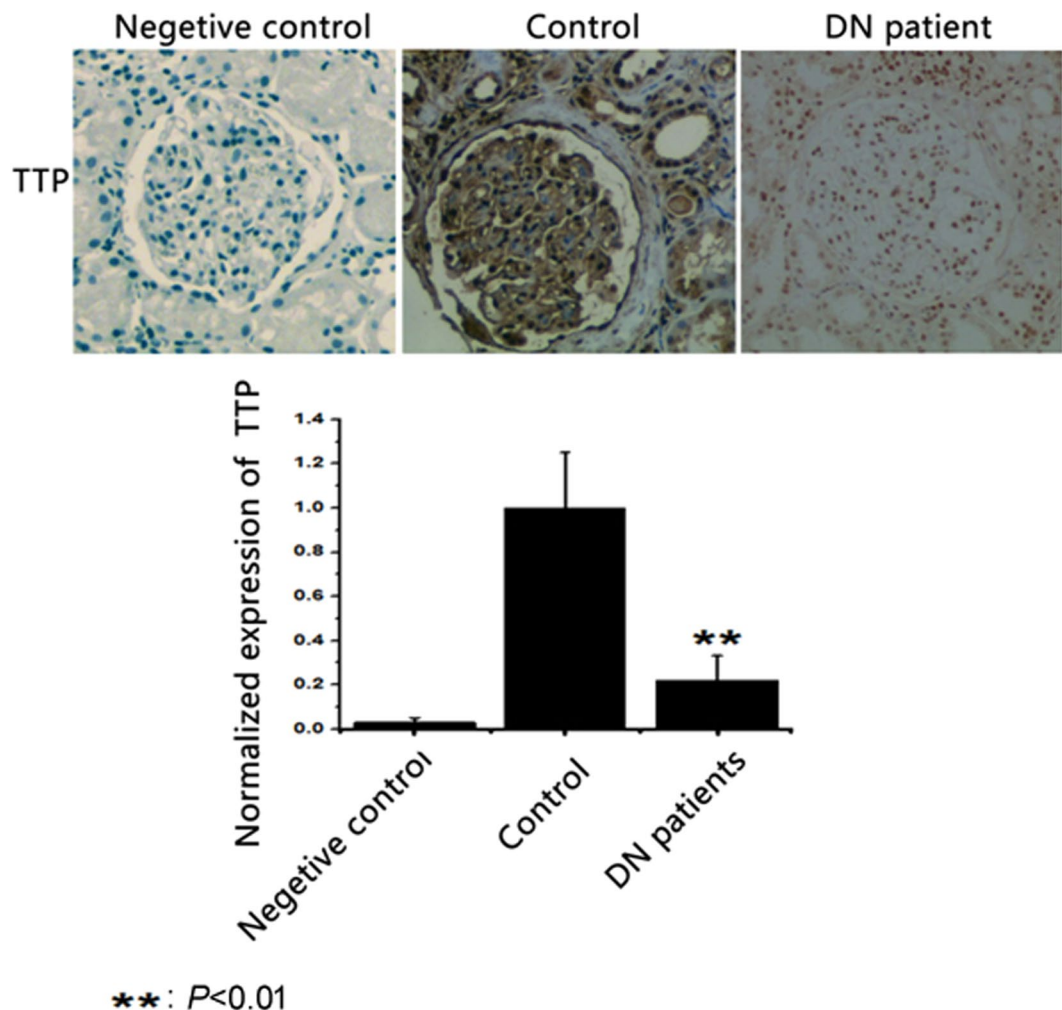 Negetive control Control DN patient
TTP
Normalized expression of TTP
1.4
1.2
1.0
0.8
0.6
0.4
0.2
0.0
**
Negetive control
Control
DN patients
**: P<0.01